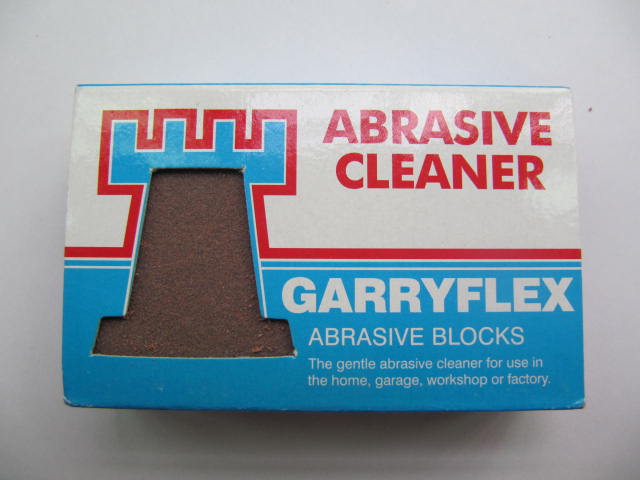 ABRASIVE
CLEANER
GARRYFLEX
ABRASIVE BLOCKS
The gentle abrasive cleaner for use in
the home, garage, workshop or factory.